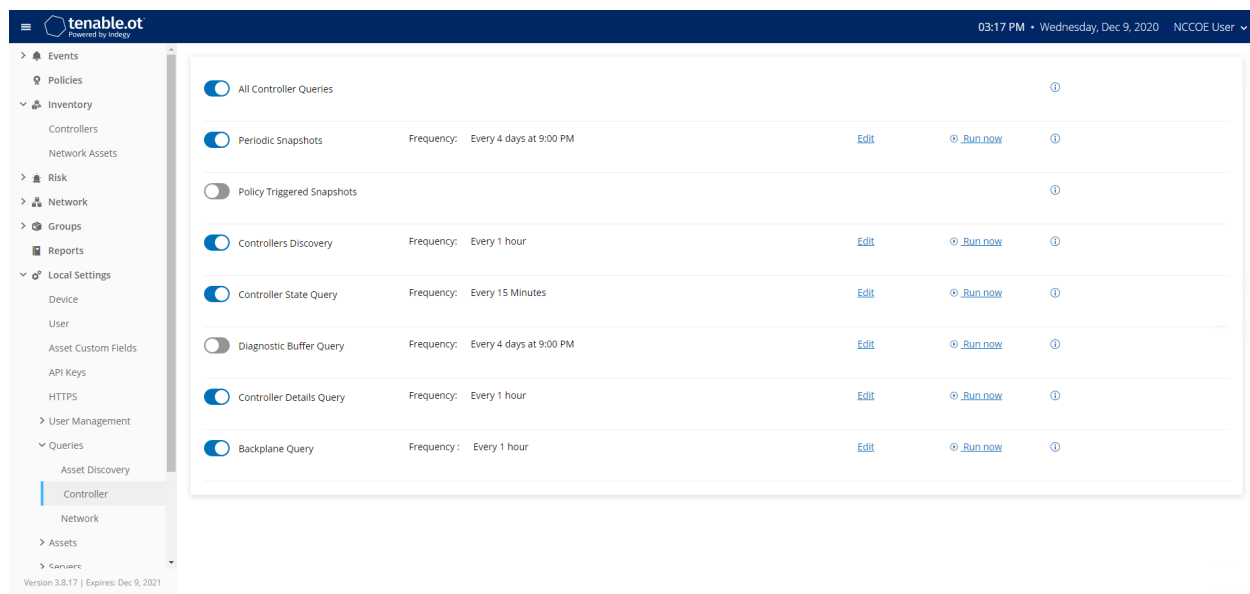 tenable.ot
Powered by Indegy
03:17 PM • Wednesday, Dec 9, 2020 NCCOE User
Events
Policies
Inventory
Controllers
Network Assets
Risk
Network
Groups
Reports
Local Settings
Device
User
Asset Custom Fields
API Keys
HTTPS
User Management
Queries
Asset Discovery
Controller
Network
Assets
Servers
Version 3.8.17 | Expires: Dec 9, 2021
All Controller Queries
Periodic Snapshots Frequency: Every 4 days at 9:00 PM Edit Run now
Policy Triggered Snapshots
Controllers Discovery Frequency: Every 1 hour Edit Run now
Controller State Query Frequency: Every 15 Minutes Edit Run now
Diagnostic Buffer Query Frequency: Every 4 days at 9:00 PM Edit Run now
Controller Details Query Frequency: Every 1 hour Edit Run now
Backplane Query Frequency : Every 1 hour Edit Run now